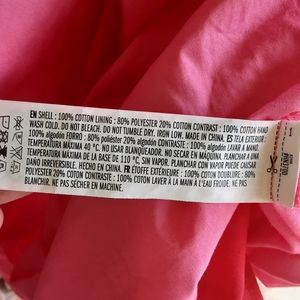 EN SHELL : 100% COTTON LINING : 80% POLYESTER 20% COTTON CONTRAST : 100% COTTON HAND
WASH COLD. DO NOT BLEACH. DO NOT TUMBLE DRY. IRON LOW. MADE IN CHINA. ES TELA EXTERIOR:
100% algodón FORRO : 80% poliéster 20% algodón CONTRASTE : 100% algodón LAVAR A MANO
TEMPERATURA MÁXIMA 40 °C. NO USAR BLANQUEADOR. NO SECAR EN MÁQUINA. PLANCHAR A UNA
TEMPERATURA MÁXIMA DE LA BASE DE 110 °C. SIN VAPOR. PLANCHAR CON VAPOR PUEDE CAUSAR
DAÑO IRREVERSIBLE. HECHO EN CHINA. FR ÉTOFFE EXTÉRIEURE : 100% COTON DOUBLURE : 80%
POLYESTER 20% COTON CONTRASTE : 100% COTON LAVER À LA MAIN À L'EAU FROIDE. NE PAS
BLANCHIR. NE PAS SÉCHER EN MACHINE.